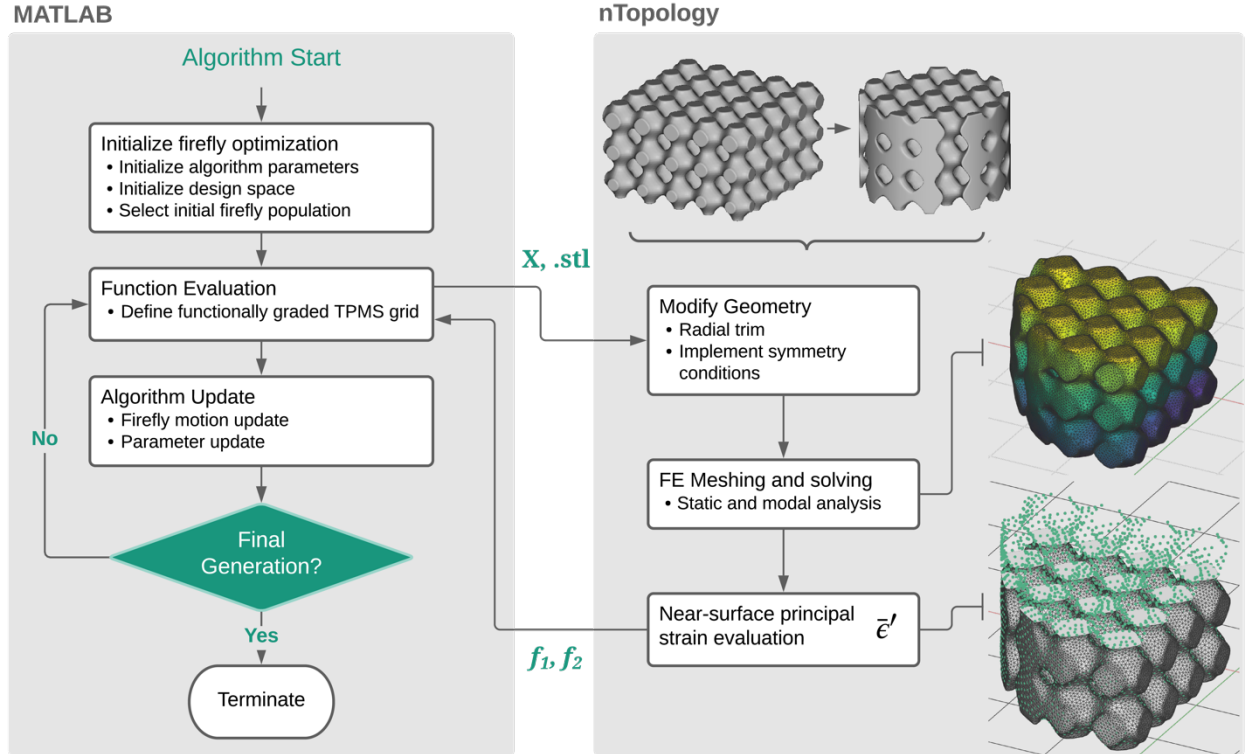 MATLAB
Algorithm Start
Initialize firefly optimization
• Initialize algorithm parameters
• Initialize design space
• Select initial firefly population
Function Evaluation
• Define functionally graded TPMS grid
Algorithm Update
• Firefly motion update
• Parameter update
No
Final
Generation?
Yes
Terminate
X, .stl
f₁, f₂
nTopology
Modify Geometry
• Radial trim
• Implement symmetry
conditions
FE Meshing and solving
• Static and modal analysis
Near-surface principal
strain evaluation ε̄′